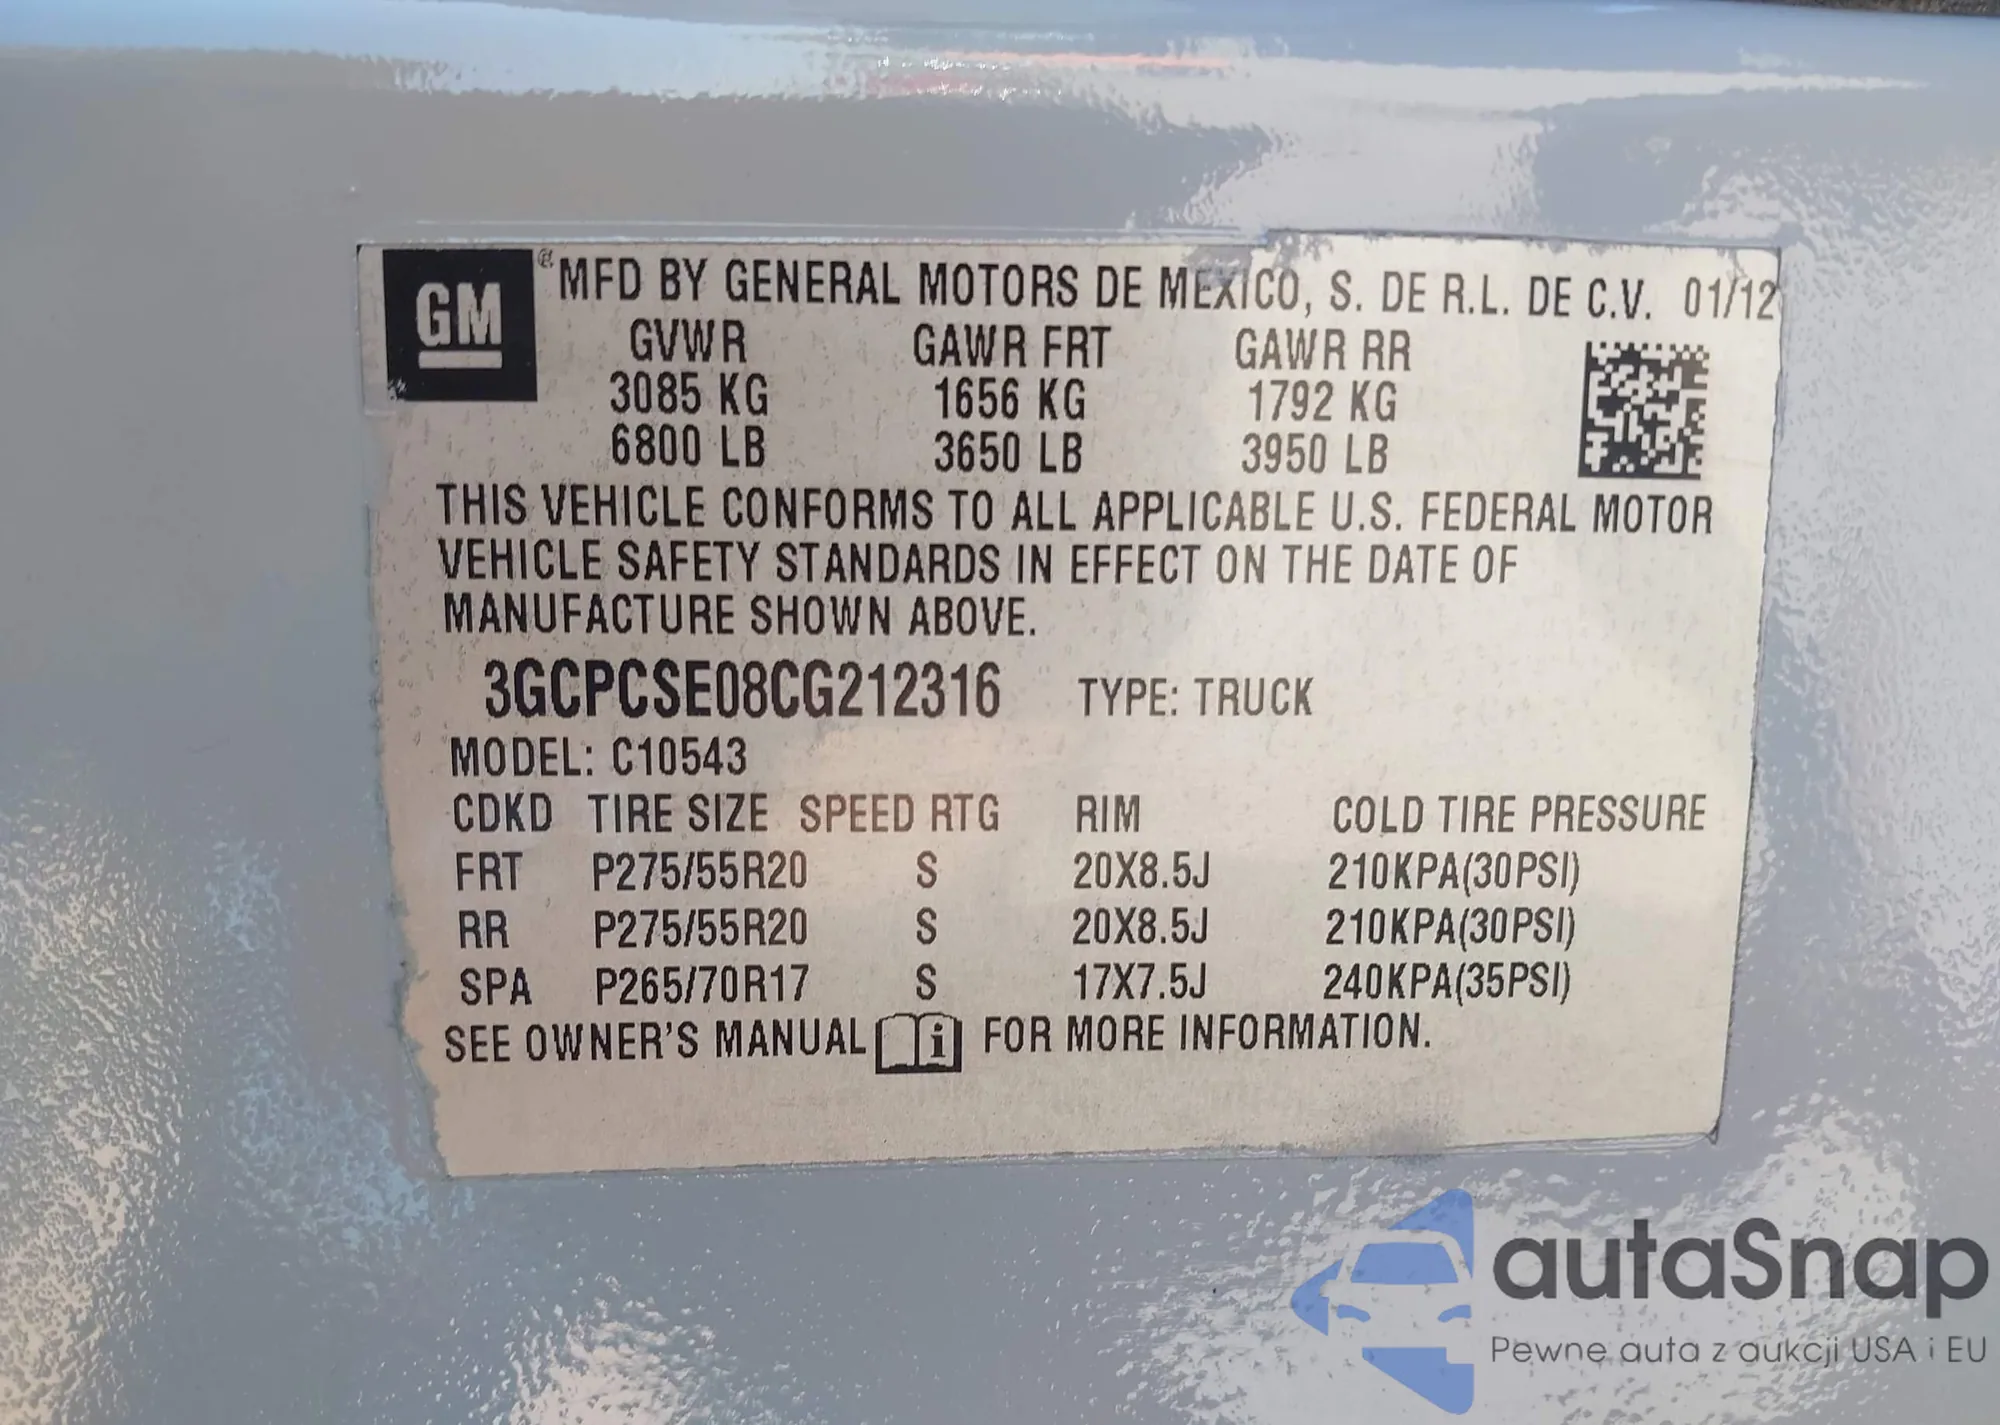 GM
® MFD BY GENERAL MOTORS DE MEXICO, S. DE R.L. DE C.V. 01/12
GVWR GAWR FRT GAWR RR
3085 KG 1656 KG 1792 KG
6800 LB 3650 LB 3950 LB
THIS VEHICLE CONFORMS TO ALL APPLICABLE U.S. FEDERAL MOTOR
VEHICLE SAFETY STANDARDS IN EFFECT ON THE DATE OF
MANUFACTURE SHOWN ABOVE.
3GCPCSE08CG212316 TYPE: TRUCK
MODEL: C10543
CDKD TIRE SIZE SPEED RTG RIM COLD TIRE PRESSURE
FRT P275/55R20 S 20X8.5J 210KPA(30PSI)
RR P275/55R20 S 20X8.5J 210KPA(30PSI)
SPA P265/70R17 S 17X7.5J 240KPA(35PSI)
SEE OWNER'S MANUAL i FOR MORE INFORMATION.
autaSnap
Pewne auta z aukcji USA i EU